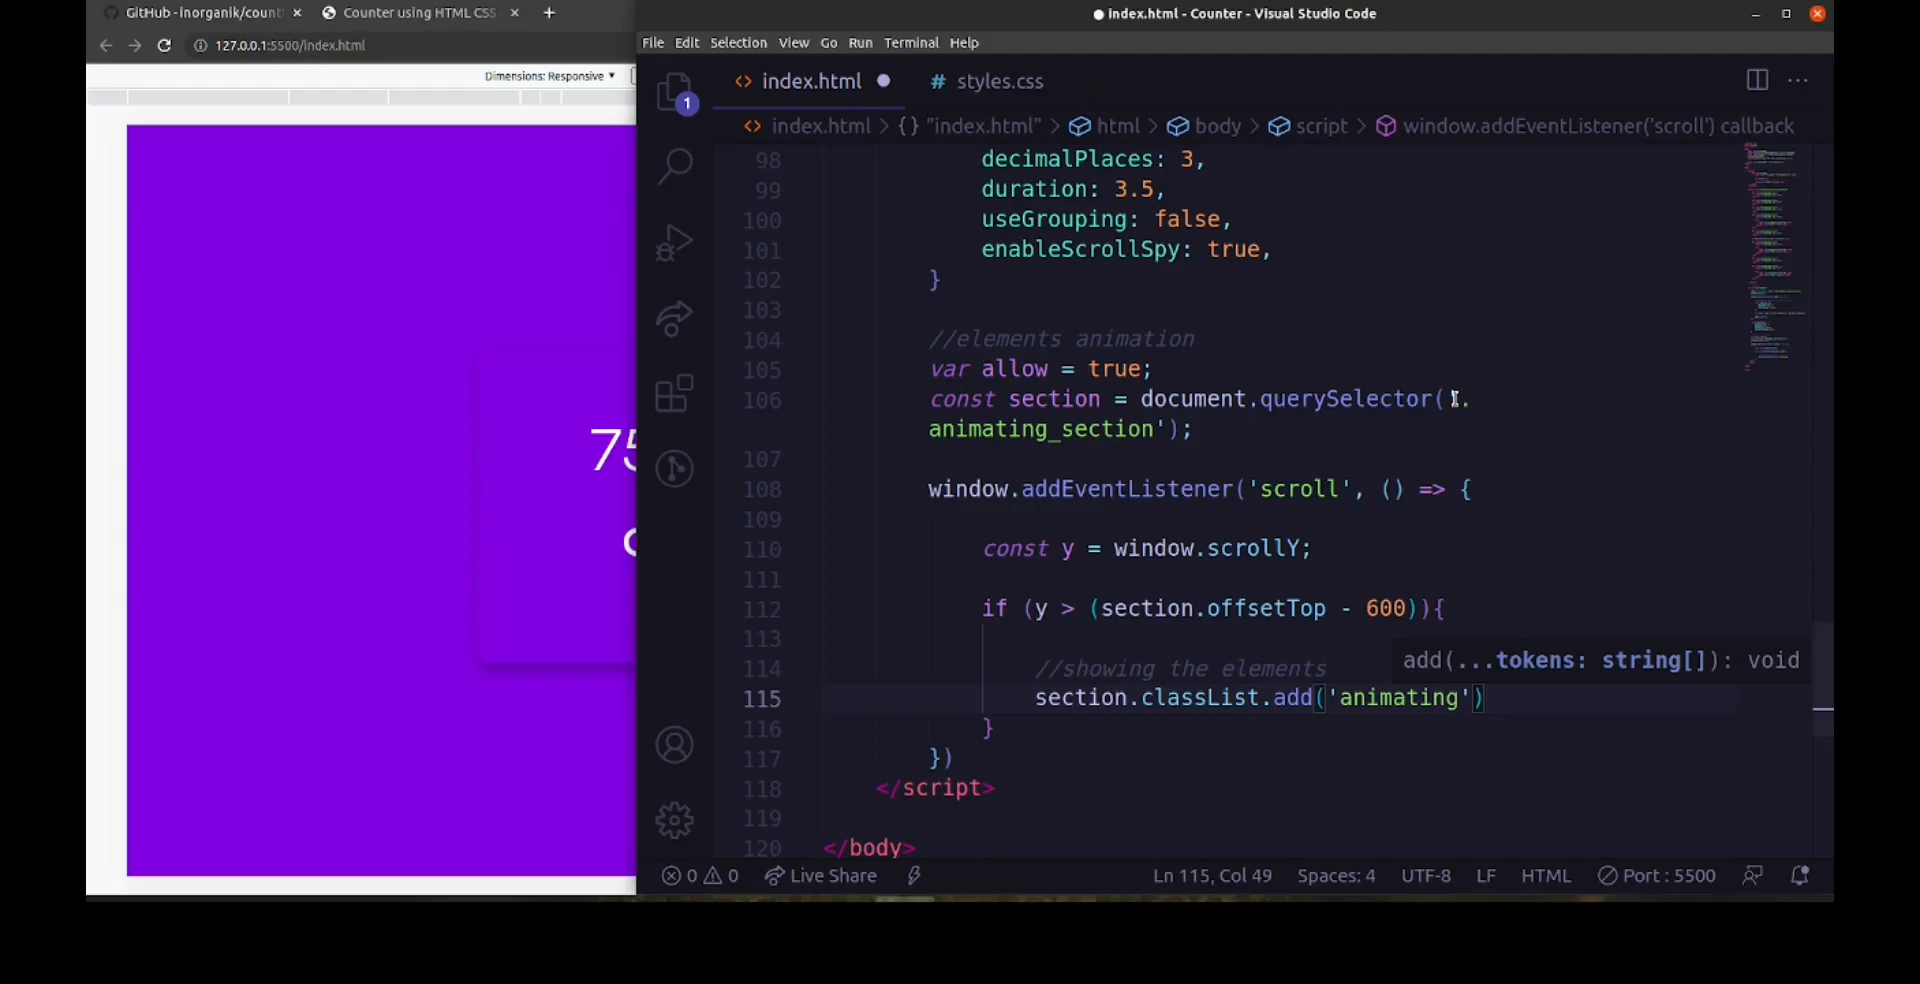 GitHub - inorganik/count
Counter using HTML CSS
127.0.0.1:5500/index.html
Dimensions: Responsive
75
index.html - Counter - Visual Studio Code
File Edit Selection View Go Run Terminal Help
1
index.html
# styles.css
index.html > {} "index.html" > html > body > script > window.addEventListener('scroll') callback
98 decimalPlaces: 3,
99 duration: 3.5,
100 useGrouping: false,
101 enableScrollSpy: true,
102 }
103
104 //elements animation
105 var allow = true;
106 const section = document.querySelector('.
animating_section');
107
108 window.addEventListener('scroll', () => {
109
110 const y = window.scrollY;
111
112 if (y > (section.offsetTop - 600)){
113
114 //showing the elements
add(...tokens: string[]): void
115 section.classList.add('animating')
116 }
117 })
118 </script>
119
120 </body>
0 0 Live Share
Ln 115, Col 49 Spaces: 4 UTF-8 LF HTML Port : 5500